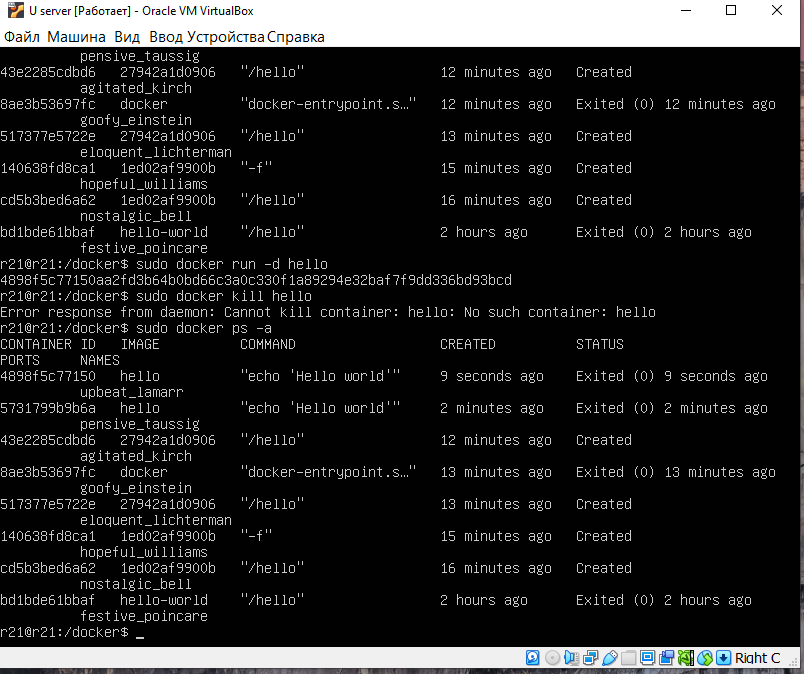 U server [Работает] - Oracle VM VirtualBox
Файл Машина Вид Ввод Устройства Справка
pensive_taussig
43e2285cdbd6 27942a1d0906 "/hello" 12 minutes ago Created
agitated_kirch
8ae3b53697fc docker "docker-entrypoint.s…" 12 minutes ago Exited (0) 12 minutes ago
goofy_einstein
517377e5722e 27942a1d0906 "/hello" 13 minutes ago Created
eloquent_lichterman
140638fd8ca1 1ed02af9900b "-f" 15 minutes ago Created
hopeful_williams
cd5b3bed6a62 1ed02af9900b "/hello" 16 minutes ago Created
nostalgic_bell
bd1bde61bbaf hello-world "/hello" 2 hours ago Exited (0) 2 hours ago
festive_poincare
r21@r21:/docker$ sudo docker run -d hello
4898f5c77150aa2fd3b64b0bd66c3a0c330f1a89294e32baf7f9dd336bd93bcd
r21@r21:/docker$ sudo docker kill hello
Error response from daemon: Cannot kill container: hello: No such container: hello
r21@r21:/docker$ sudo docker ps -a
CONTAINER ID IMAGE COMMAND CREATED STATUS
PORTS NAMES
4898f5c77150 hello "echo 'Hello world'" 9 seconds ago Exited (0) 9 seconds ago
upbeat_lamarr
5731799b9b6a hello "echo 'Hello world'" 2 minutes ago Exited (0) 2 minutes ago
pensive_taussig
43e2285cdbd6 27942a1d0906 "/hello" 12 minutes ago Created
agitated_kirch
8ae3b53697fc docker "docker-entrypoint.s…" 13 minutes ago Exited (0) 13 minutes ago
goofy_einstein
517377e5722e 27942a1d0906 "/hello" 13 minutes ago Created
eloquent_lichterman
140638fd8ca1 1ed02af9900b "-f" 15 minutes ago Created
hopeful_williams
cd5b3bed6a62 1ed02af9900b "/hello" 16 minutes ago Created
nostalgic_bell
bd1bde61bbaf hello-world "/hello" 2 hours ago Exited (0) 2 hours ago
festive_poincare
r21@r21:/docker$ _
Right C